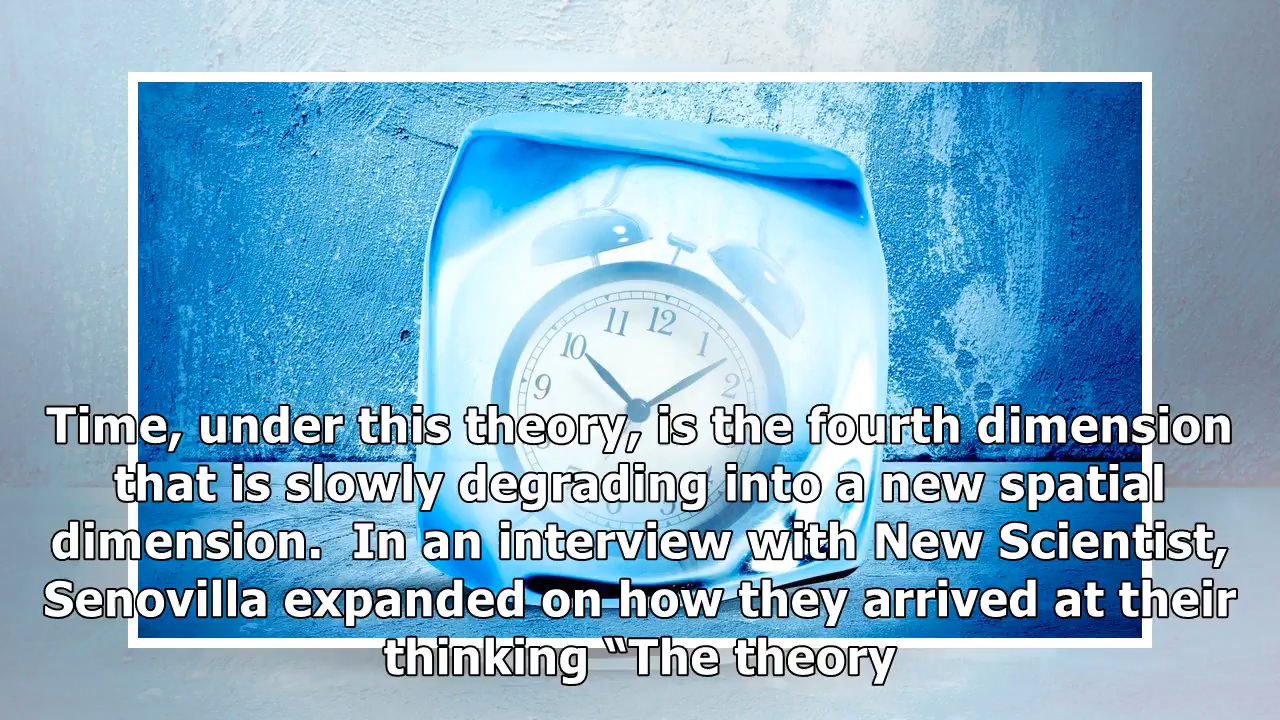 11 12
10 1
9 2
Time, under this theory, is the fourth dimension
that is slowly degrading into a new spatial
dimension.  In an interview with New Scientist,
Senovilla expanded on how they arrived at their
thinking “The theory